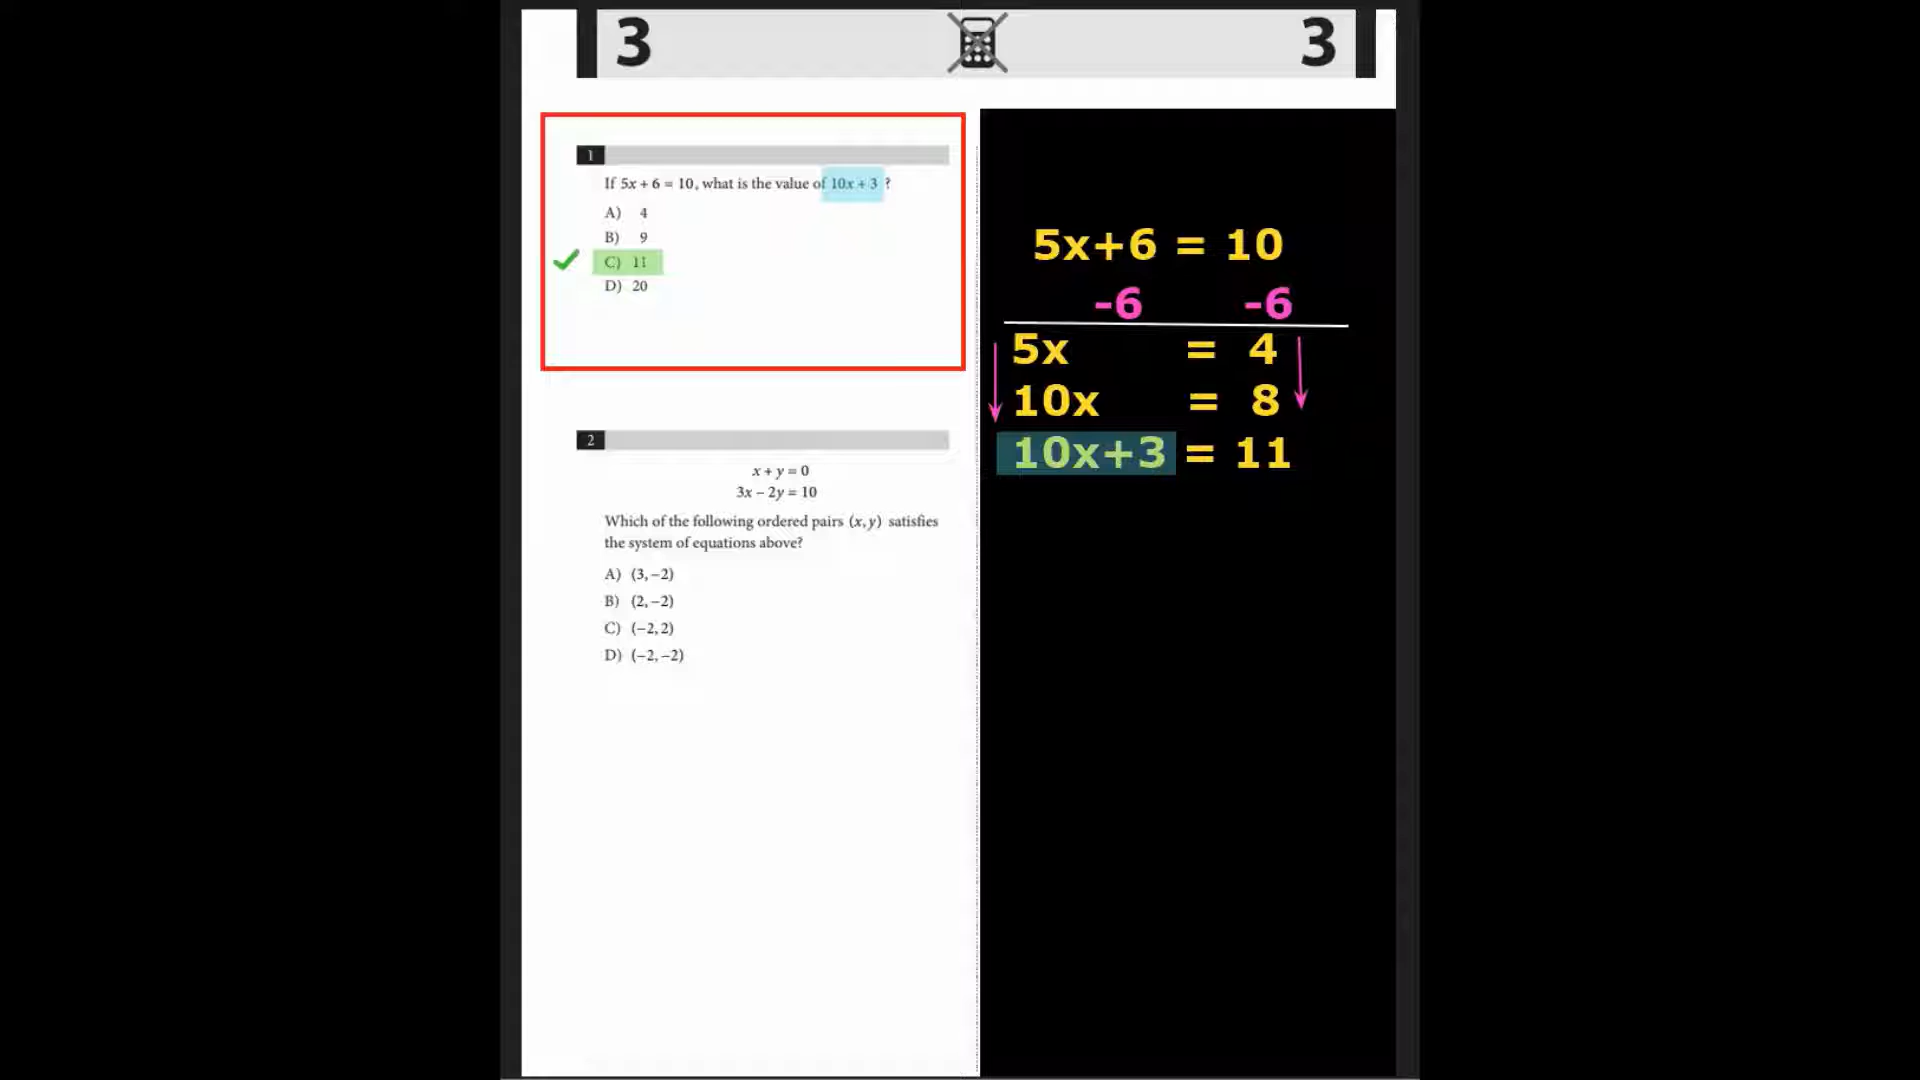 3 3
1
If 5x + 6 = 10, what is the value of 10x + 3 ?
A) 4
B) 9
C) 11
D) 20
2
x + y = 0
3x – 2y = 10
Which of the following ordered pairs (x, y) satisfies
the system of equations above?
A) (3, –2)
B) (2, –2)
C) (–2, 2)
D) (–2, –2)
5x+6 = 10
-6 -6
5x = 4
10x = 8
10x+3 = 11